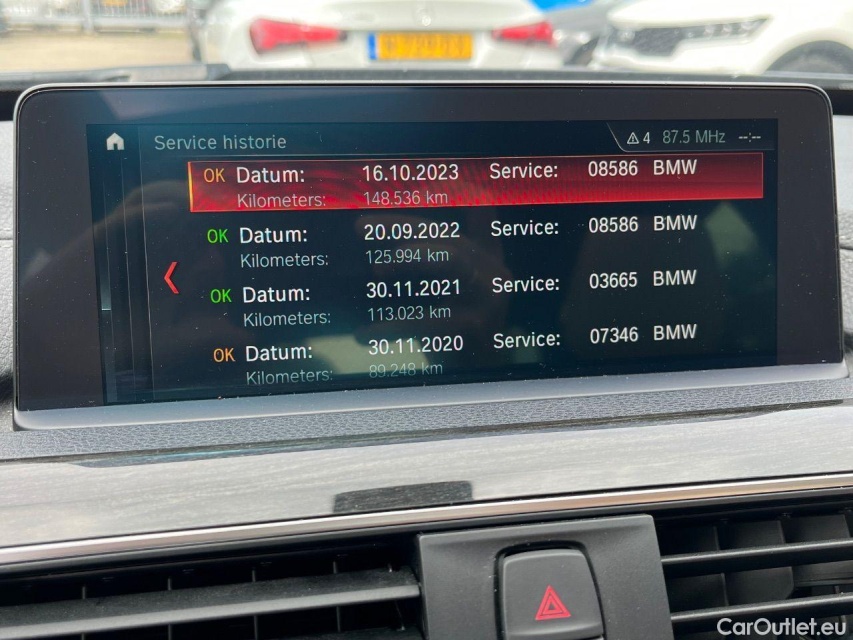 Service histories
4 87.5 MHz --:--
OK Datum: 16.10.2023 Service: 08586 BMW
Kilometers: 148.536 km
OK Datum: 20.09.2022 Service: 08586 BMW
Kilometers: 125.994 km
OK Datum: 30.11.2021 Service: 03665 BMW
Kilometers: 113.023 km
OK Datum: 30.11.2020 Service: 07346 BMW
Kilometers: 89.248 km
CarOutlet.eu